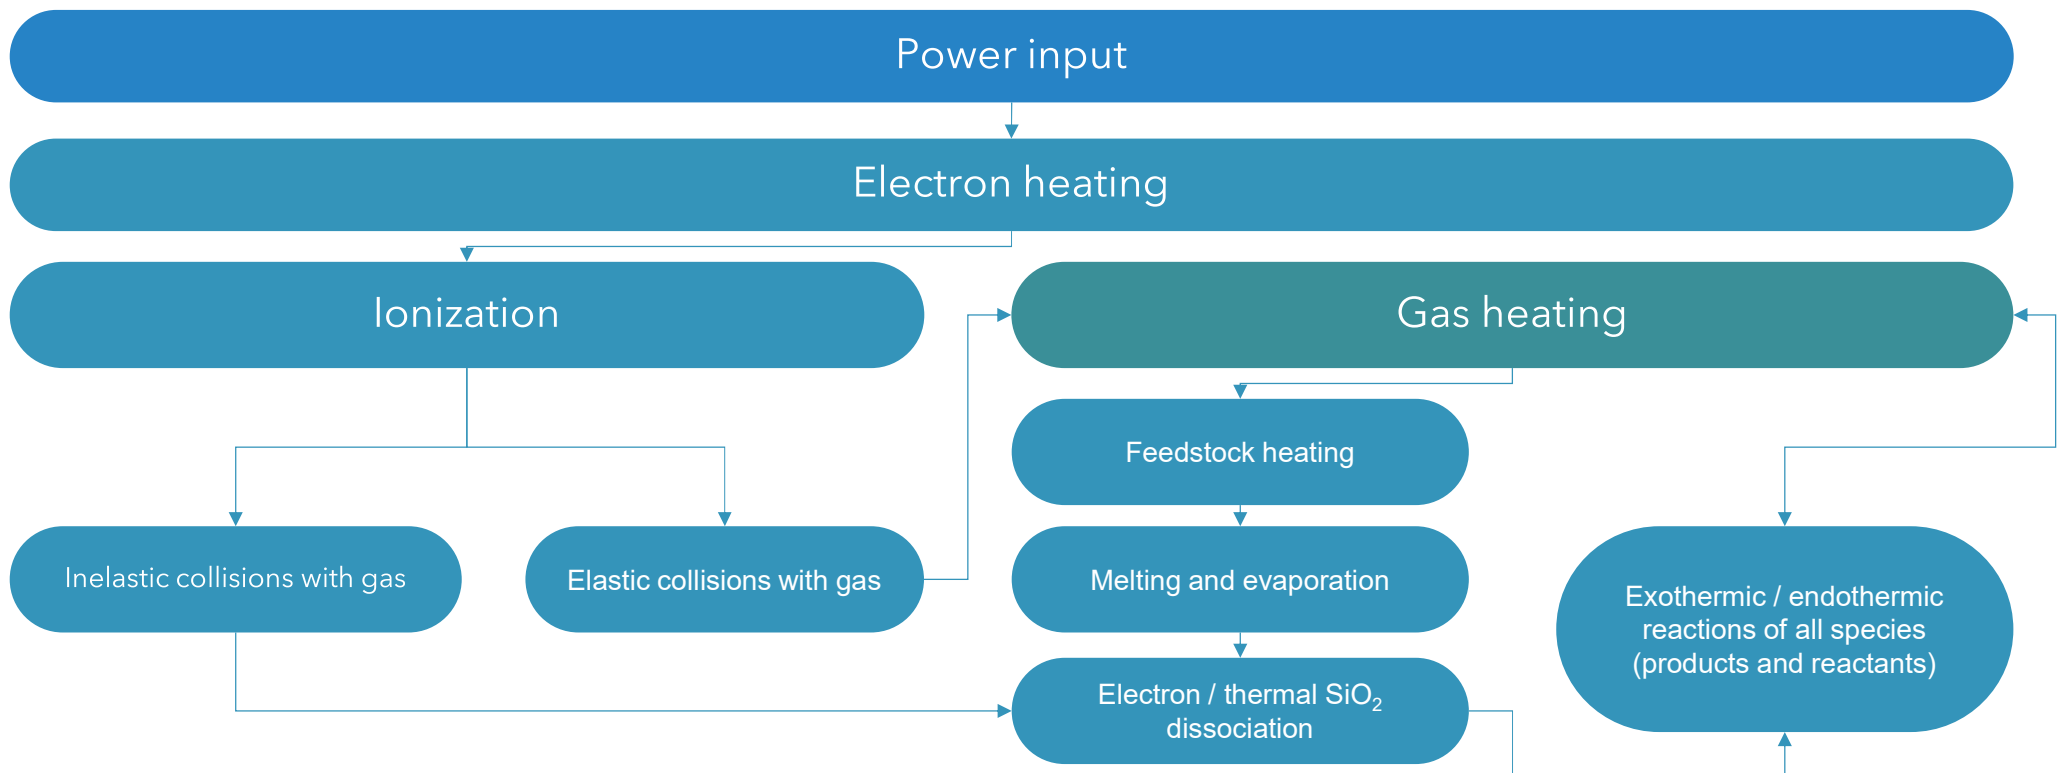 Power input
Electron heating
Ionization
Gas heating
Feedstock heating
Inelastic collisions with gas
Elastic collisions with gas
Melting and evaporation
Exothermic / endothermic
reactions of all species
(products and reactants)
Electron / thermal SiO₂
dissociation